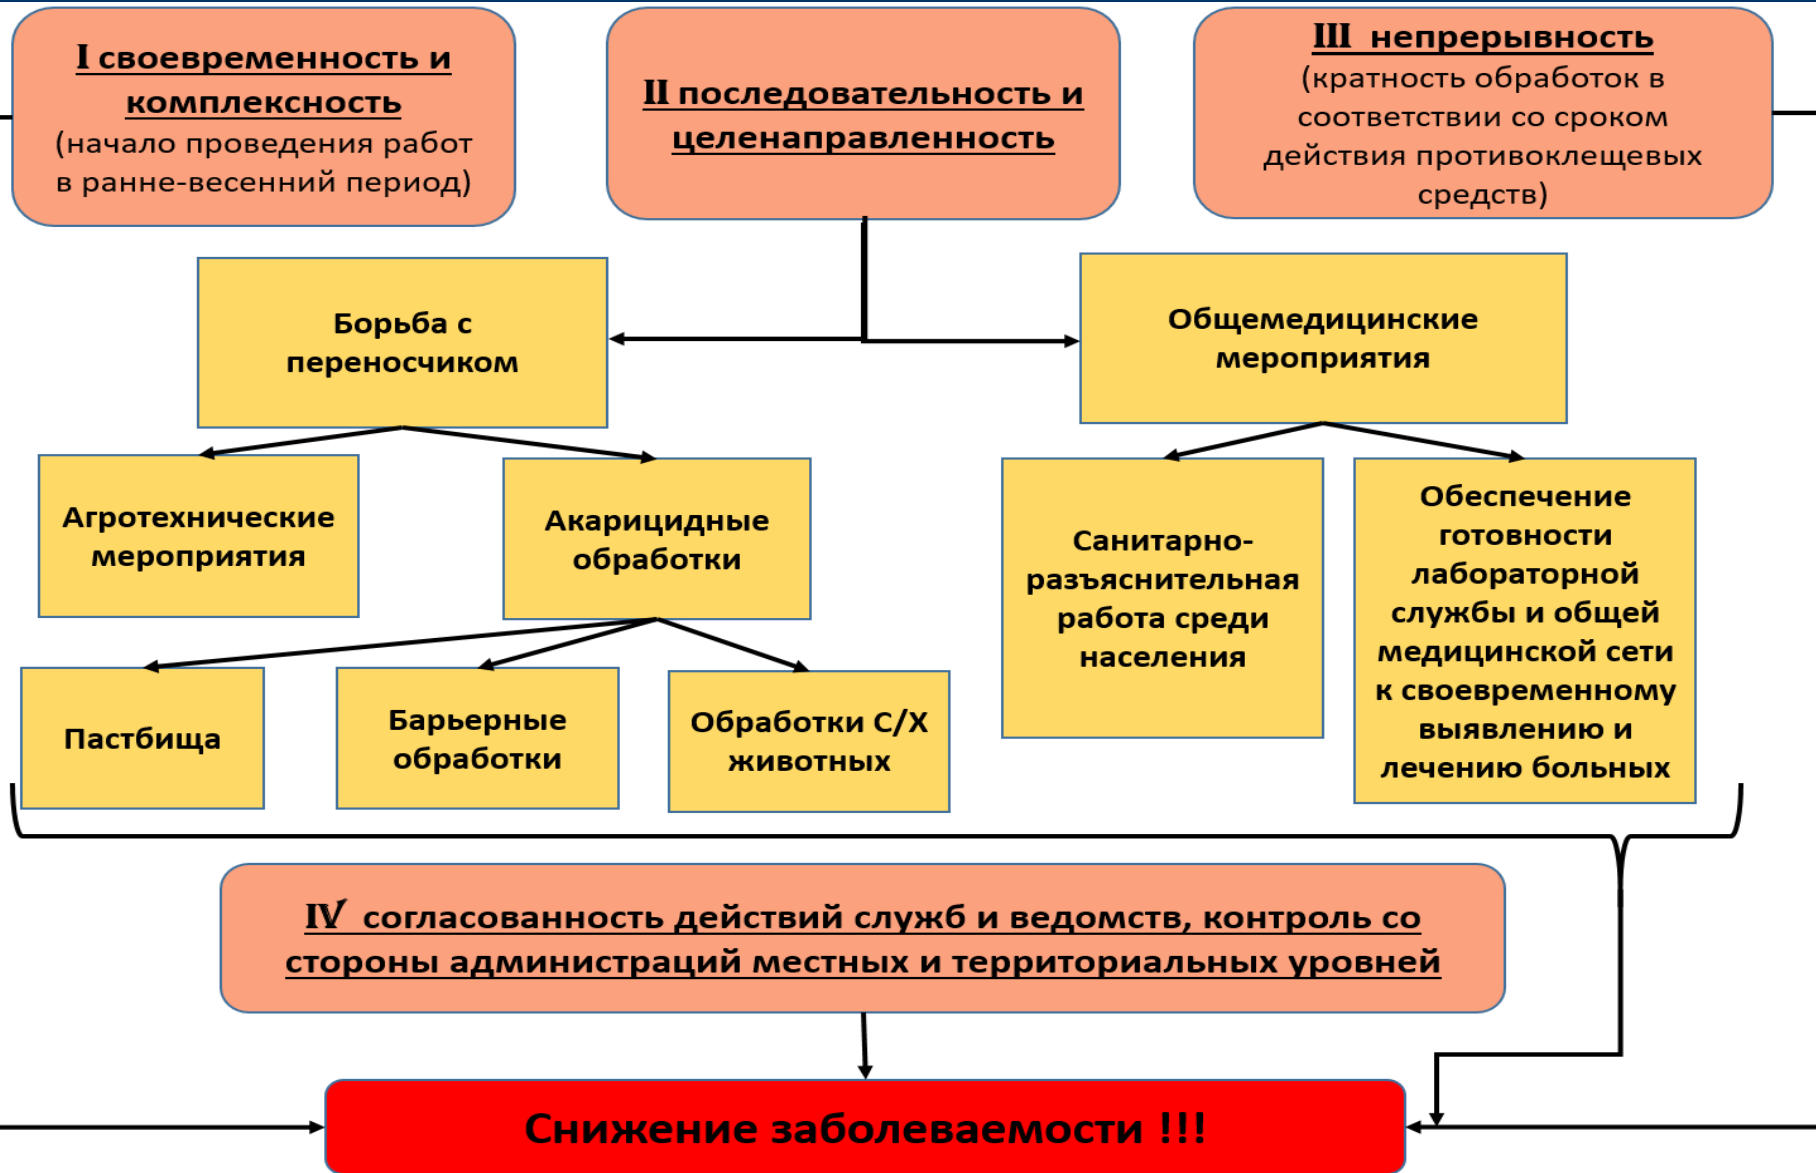 I своевременность и
комплексность
(начало проведения работ
в ранне-весенний период)
II последовательность и
целенаправленность
III непрерывность
(кратность обработок в
соответствии со сроком
действия противоклещевых
средств)
Борьба с
переносчиком
Общемедицинские
мероприятия
Агротехнические
мероприятия
Акарицидные
обработки
Санитарно-
разъяснительная
работа среди
населения
Обеспечение
готовности
лабораторной
службы и общей
медицинской сети
к своевременному
выявлению и
лечению больных
Пастбища
Барьерные
обработки
Обработки С/Х
животных
IV согласованность действий служб и ведомств, контроль со
стороны администраций местных и территориальных уровней
Снижение заболеваемости !!!